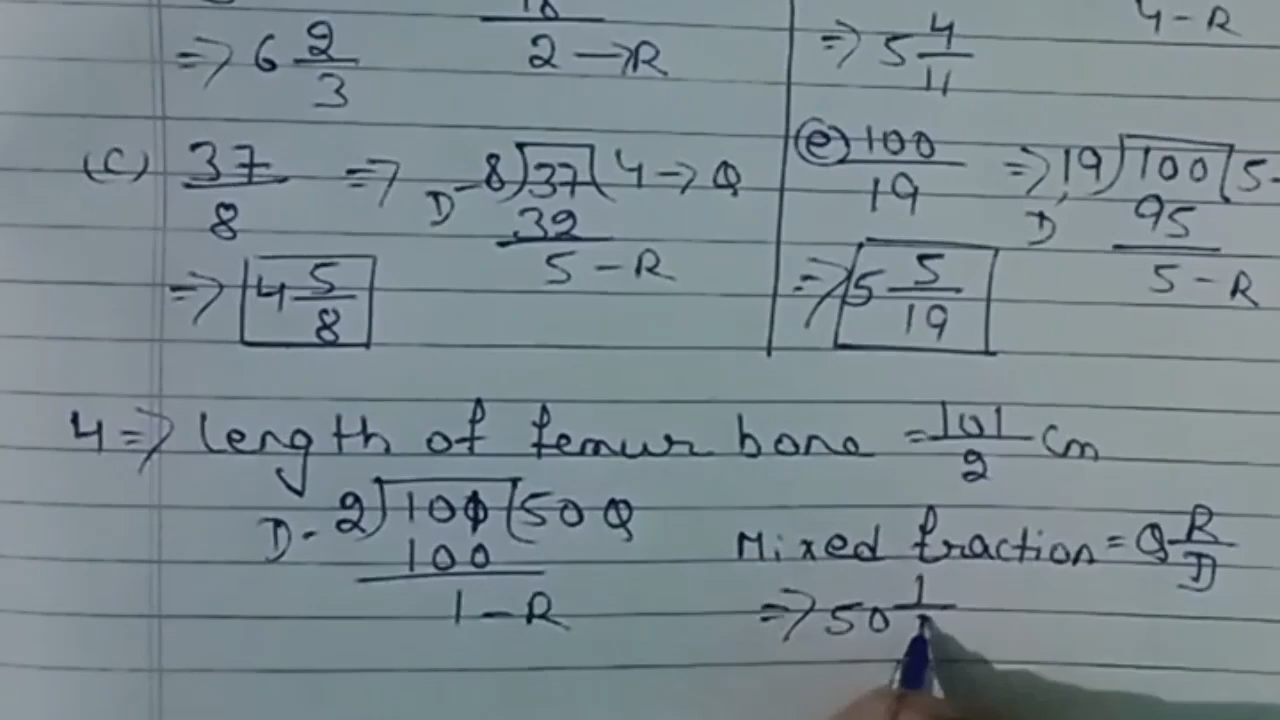 18
=> 6 2/3
2 -> R
4 - R
=> 5 4/11
(c) 37/8 => D - 8)37(4 -> Q
32
5 - R
=> 4 5/8
(e) 100/19 => D, 19)100(5-
95
5 - R
=> 5 5/19
4 => Length of femur bone = 101/2 cm
D - 2)101(50 Q
100
1 - R
Mixed fraction = Q R/D
=> 50 1/